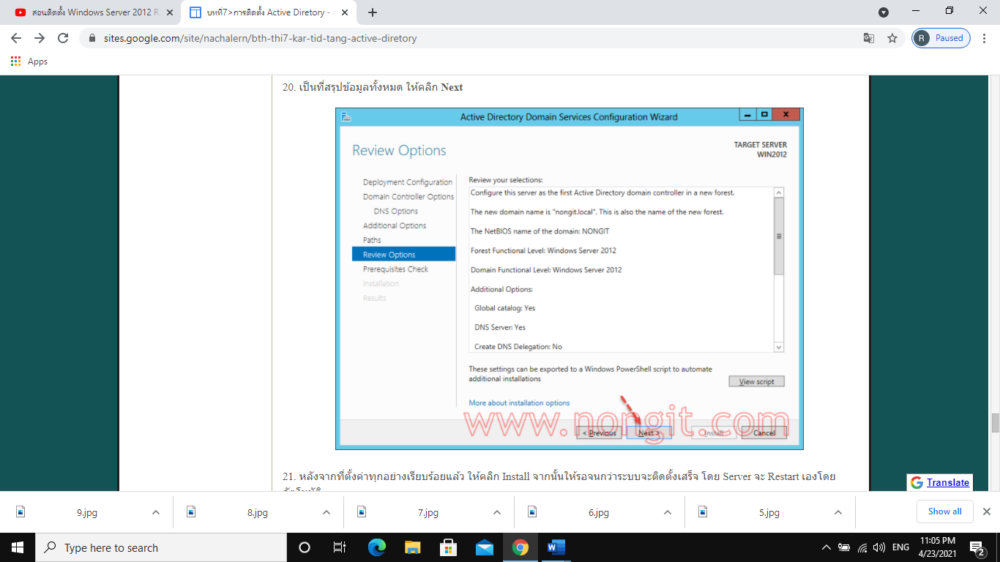 สอนติดตั้ง Windows Server 2012 R
บทที่7>การติดตั้ง Active Diretory -
sites.google.com/site/nachalern/bth-thi7-kar-tid-tang-active-diretory
R Paused
Apps
20. เป็นที่สรุปข้อมูลทั้งหมด ให้คลิก Next
Active Directory Domain Services Configuration Wizard
Review Options
TARGET SERVER
WIN2012
Deployment Configuration
Domain Controller Options
DNS Options
Additional Options
Paths
Review Options
Prerequisites Check
Installation
Results
Review your selections:
Configure this server as the first Active Directory domain controller in a new forest.
The new domain name is "nongit.local". This is also the name of the new forest.
The NetBIOS name of the domain: NONGIT
Forest Functional Level: Windows Server 2012
Domain Functional Level: Windows Server 2012
Additional Options:
Global catalog: Yes
DNS Server: Yes
Create DNS Delegation: No
These settings can be exported to a Windows PowerShell script to automate
additional installations
View script
More about installation options
www.nongit.com
< Previous Next > Install Cancel
21. หลังจากที่ตั้งค่าทุกอย่างเรียบร้อยแล้ว ให้คลิก Install จากนั้นให้รอจนกว่าระบบจะติดตั้งเสร็จ โดย Server จะ Restart เองโดย
G Translate
9.jpg 8.jpg 7.jpg 6.jpg 5.jpg Show all
Type here to search
ENG
11:05 PM
4/23/2021
2